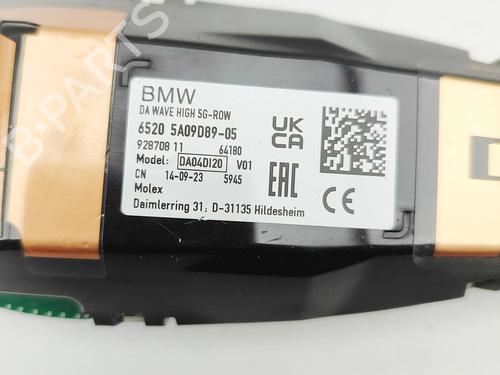 BMW
DA WAVE HIGH 5G-ROW
6520 5A09D89-05
928708 11 64180
Model: DA04DI20 V01
CN 14-09-23 5945
Molex
Daimlerring 31; D-31135 Hildesheim
UK
CA
EAC
CE
B-PARTS